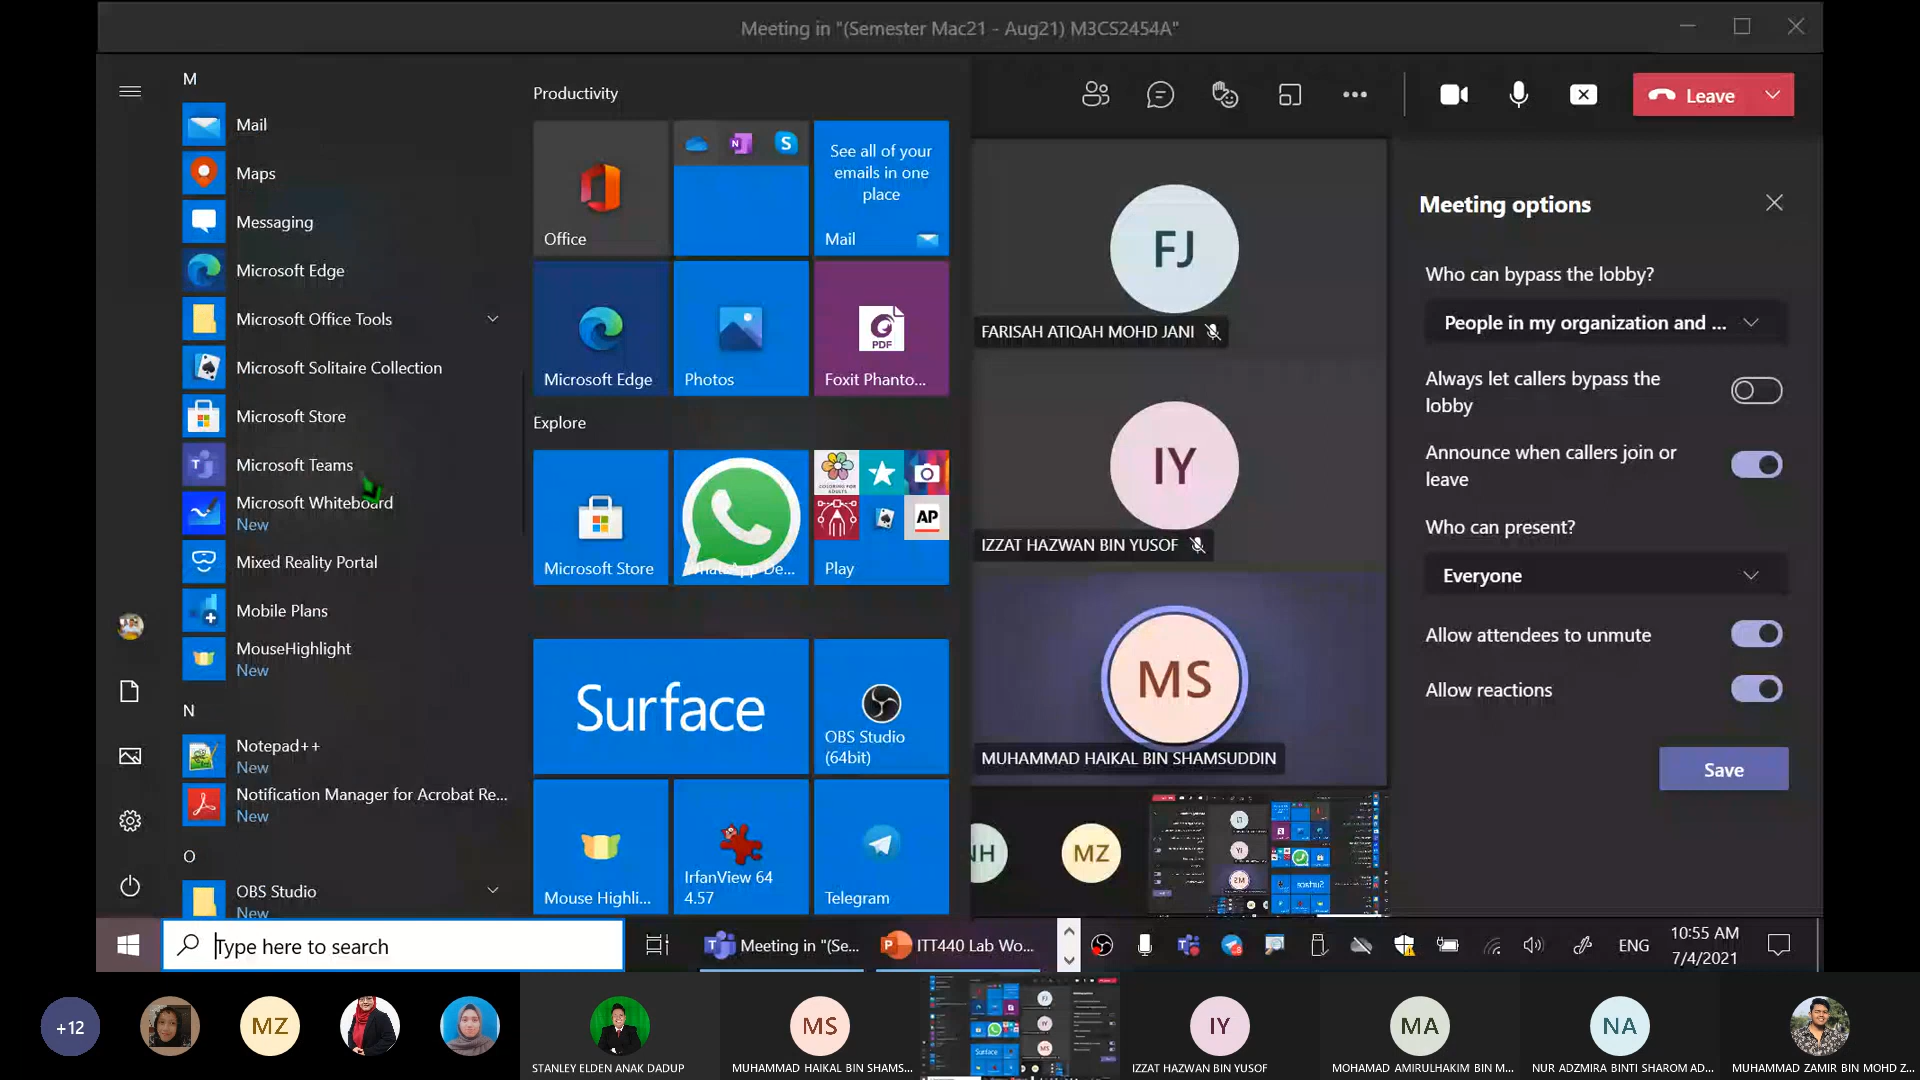 Meeting in "(Semester Mac21 - Aug21) M3CS2454A"
M
Mail
Maps
Messaging
Microsoft Edge
Microsoft Office Tools
Microsoft Solitaire Collection
Microsoft Store
Microsoft Teams
Microsoft Whiteboard
New
Mixed Reality Portal
Mobile Plans
MouseHighlight
New
N
Notepad++
New
Notification Manager for Acrobat Re...
New
O
OBS Studio
New
Productivity
Office
See all of your
emails in one
place
Mail
Microsoft Edge
Photos
PDF
Foxit Phanto...
Explore
Microsoft Store
WhatsApp De...
COLORING FOR
ADULTS
AP
Play
Surface
OBS Studio
(64bit)
Mouse Highli...
IrfanView 64
4.57
Telegram
Leave
FJ
FARISAH ATIQAH MOHD JANI
IY
IZZAT HAZWAN BIN YUSOF
MS
MUHAMMAD HAIKAL BIN SHAMSUDDIN
NH
MZ
Meeting options
Who can bypass the lobby?
People in my organization and ...
Always let callers bypass the
lobby
Announce when callers join or
leave
Who can present?
Everyone
Allow attendees to unmute
Allow reactions
Save
Type here to search
Meeting in "(Se...
ITT440 Lab Wo...
ENG
10:55 AM
7/4/2021
+12
MZ
STANLEY ELDEN ANAK DADUP
MS
MUHAMMAD HAIKAL BIN SHAMS...
IY
IZZAT HAZWAN BIN YUSOF
MA
MOHAMAD AMIRULHAKIM BIN M...
NA
NUR ADZMIRA BINTI SHAROM AD...
MUHAMMAD ZAMIR BIN MOHD Z...